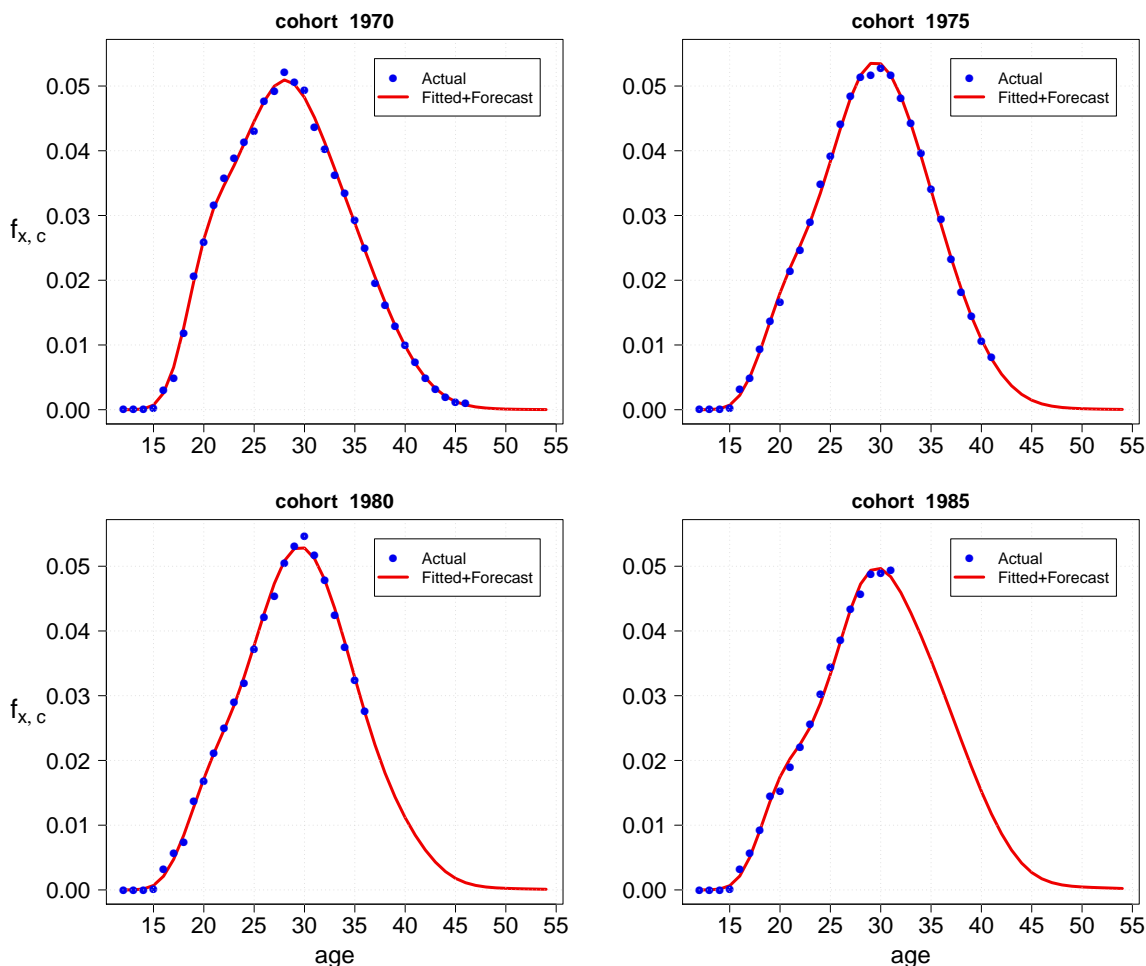 cohort 1970
0.05
0.04
0.03
0.02
0.01
0.00
f x, c
Actual
Fitted+Forecast
15 20 25 30 35 40 45 50 55
cohort 1975
0.05
0.04
0.03
0.02
0.01
0.00
Actual
Fitted+Forecast
15 20 25 30 35 40 45 50 55
cohort 1980
0.05
0.04
0.03
0.02
0.01
0.00
f x, c
Actual
Fitted+Forecast
15 20 25 30 35 40 45 50 55
age
cohort 1985
0.05
0.04
0.03
0.02
0.01
0.00
Actual
Fitted+Forecast
15 20 25 30 35 40 45 50 55
age